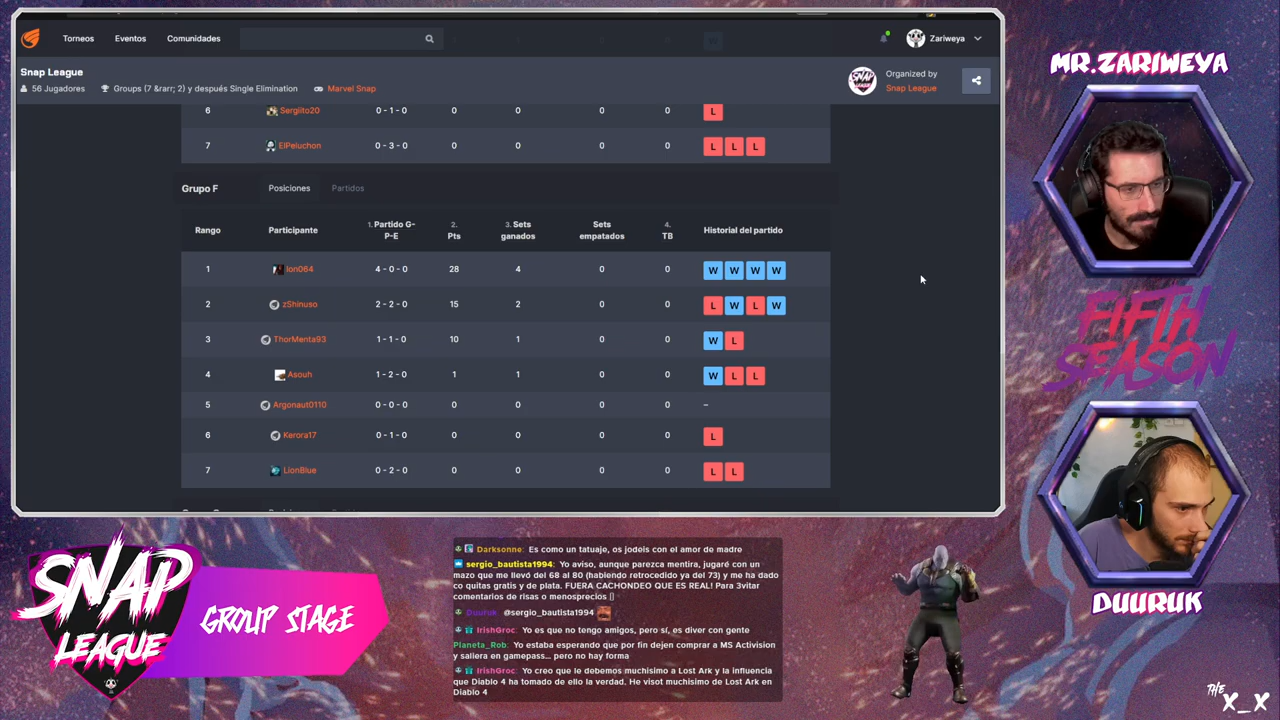 Torneos Eventos Comunidades Zariweya
Snap League
56 Jugadores Groups (7 &rarr; 2) y después Single Elimination Marvel Snap
Organized by
Snap League
6 Sergiito20 0 - 1 - 0 0 0 0 0 L
7 ElPeluchon 0 - 3 - 0 0 0 0 0 L L L
Grupo F Posiciones Partidos
Rango Participante 1. Partido G-P-E 2. Pts 3. Sets ganados Sets empatados 4. TB Historial del partido
1 Ion064 4 - 0 - 0 28 4 0 0 W W W W
2 zShinuso 2 - 2 - 0 15 2 0 0 L W L W
3 ThorMenta93 1 - 1 - 0 10 1 0 0 W L
4 Asouh 1 - 2 - 0 1 1 0 0 W L L
5 Argonaut0110 0 - 0 - 0 0 0 0 0 –
6 Kerora17 0 - 1 - 0 0 0 0 0 L
7 LionBlue 0 - 2 - 0 0 0 0 0 L L
MR.ZARIWEYA
FIFTH
SEASON
DUURUK
SNAP
LEAGUE
GROUP STAGE
Darksonne: Es como un tatuaje, os jodeis con el amor de madre
sergio_bautista1994: Yo aviso, aunque parezca mentira, jugaré con un
mazo que me llevó del 68 al 80 (habiendo retrocedido ya del 73) y me ha dado
co quitas gratis y de plata. FUERA CACHONDEO QUE ES REAL! Para 3vitar
comentarios de risas o menosprecios
Duuruk: @sergio_bautista1994
IrishGroc: Yo es que no tengo amigos, pero sí, es diver con gente
Planeta_Rob: Yo estaba esperando que por fin dejen comprar a MS Activision
y saliera en gamepass... pero no hay forma
IrishGroc: Yo creo que le debemos muchisimo a Lost Ark y la influencia
que Diablo 4 ha tomado de ello la verdad. He visot muchisimo de Lost Ark en
Diablo 4
THE
X_X